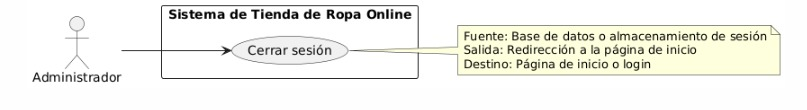 Sistema de Tienda de Ropa Online
Cerrar sesión
Administrador
Fuente: Base de datos o almacenamiento de sesión
Salida: Redirección a la página de inicio
Destino: Página de inicio o login